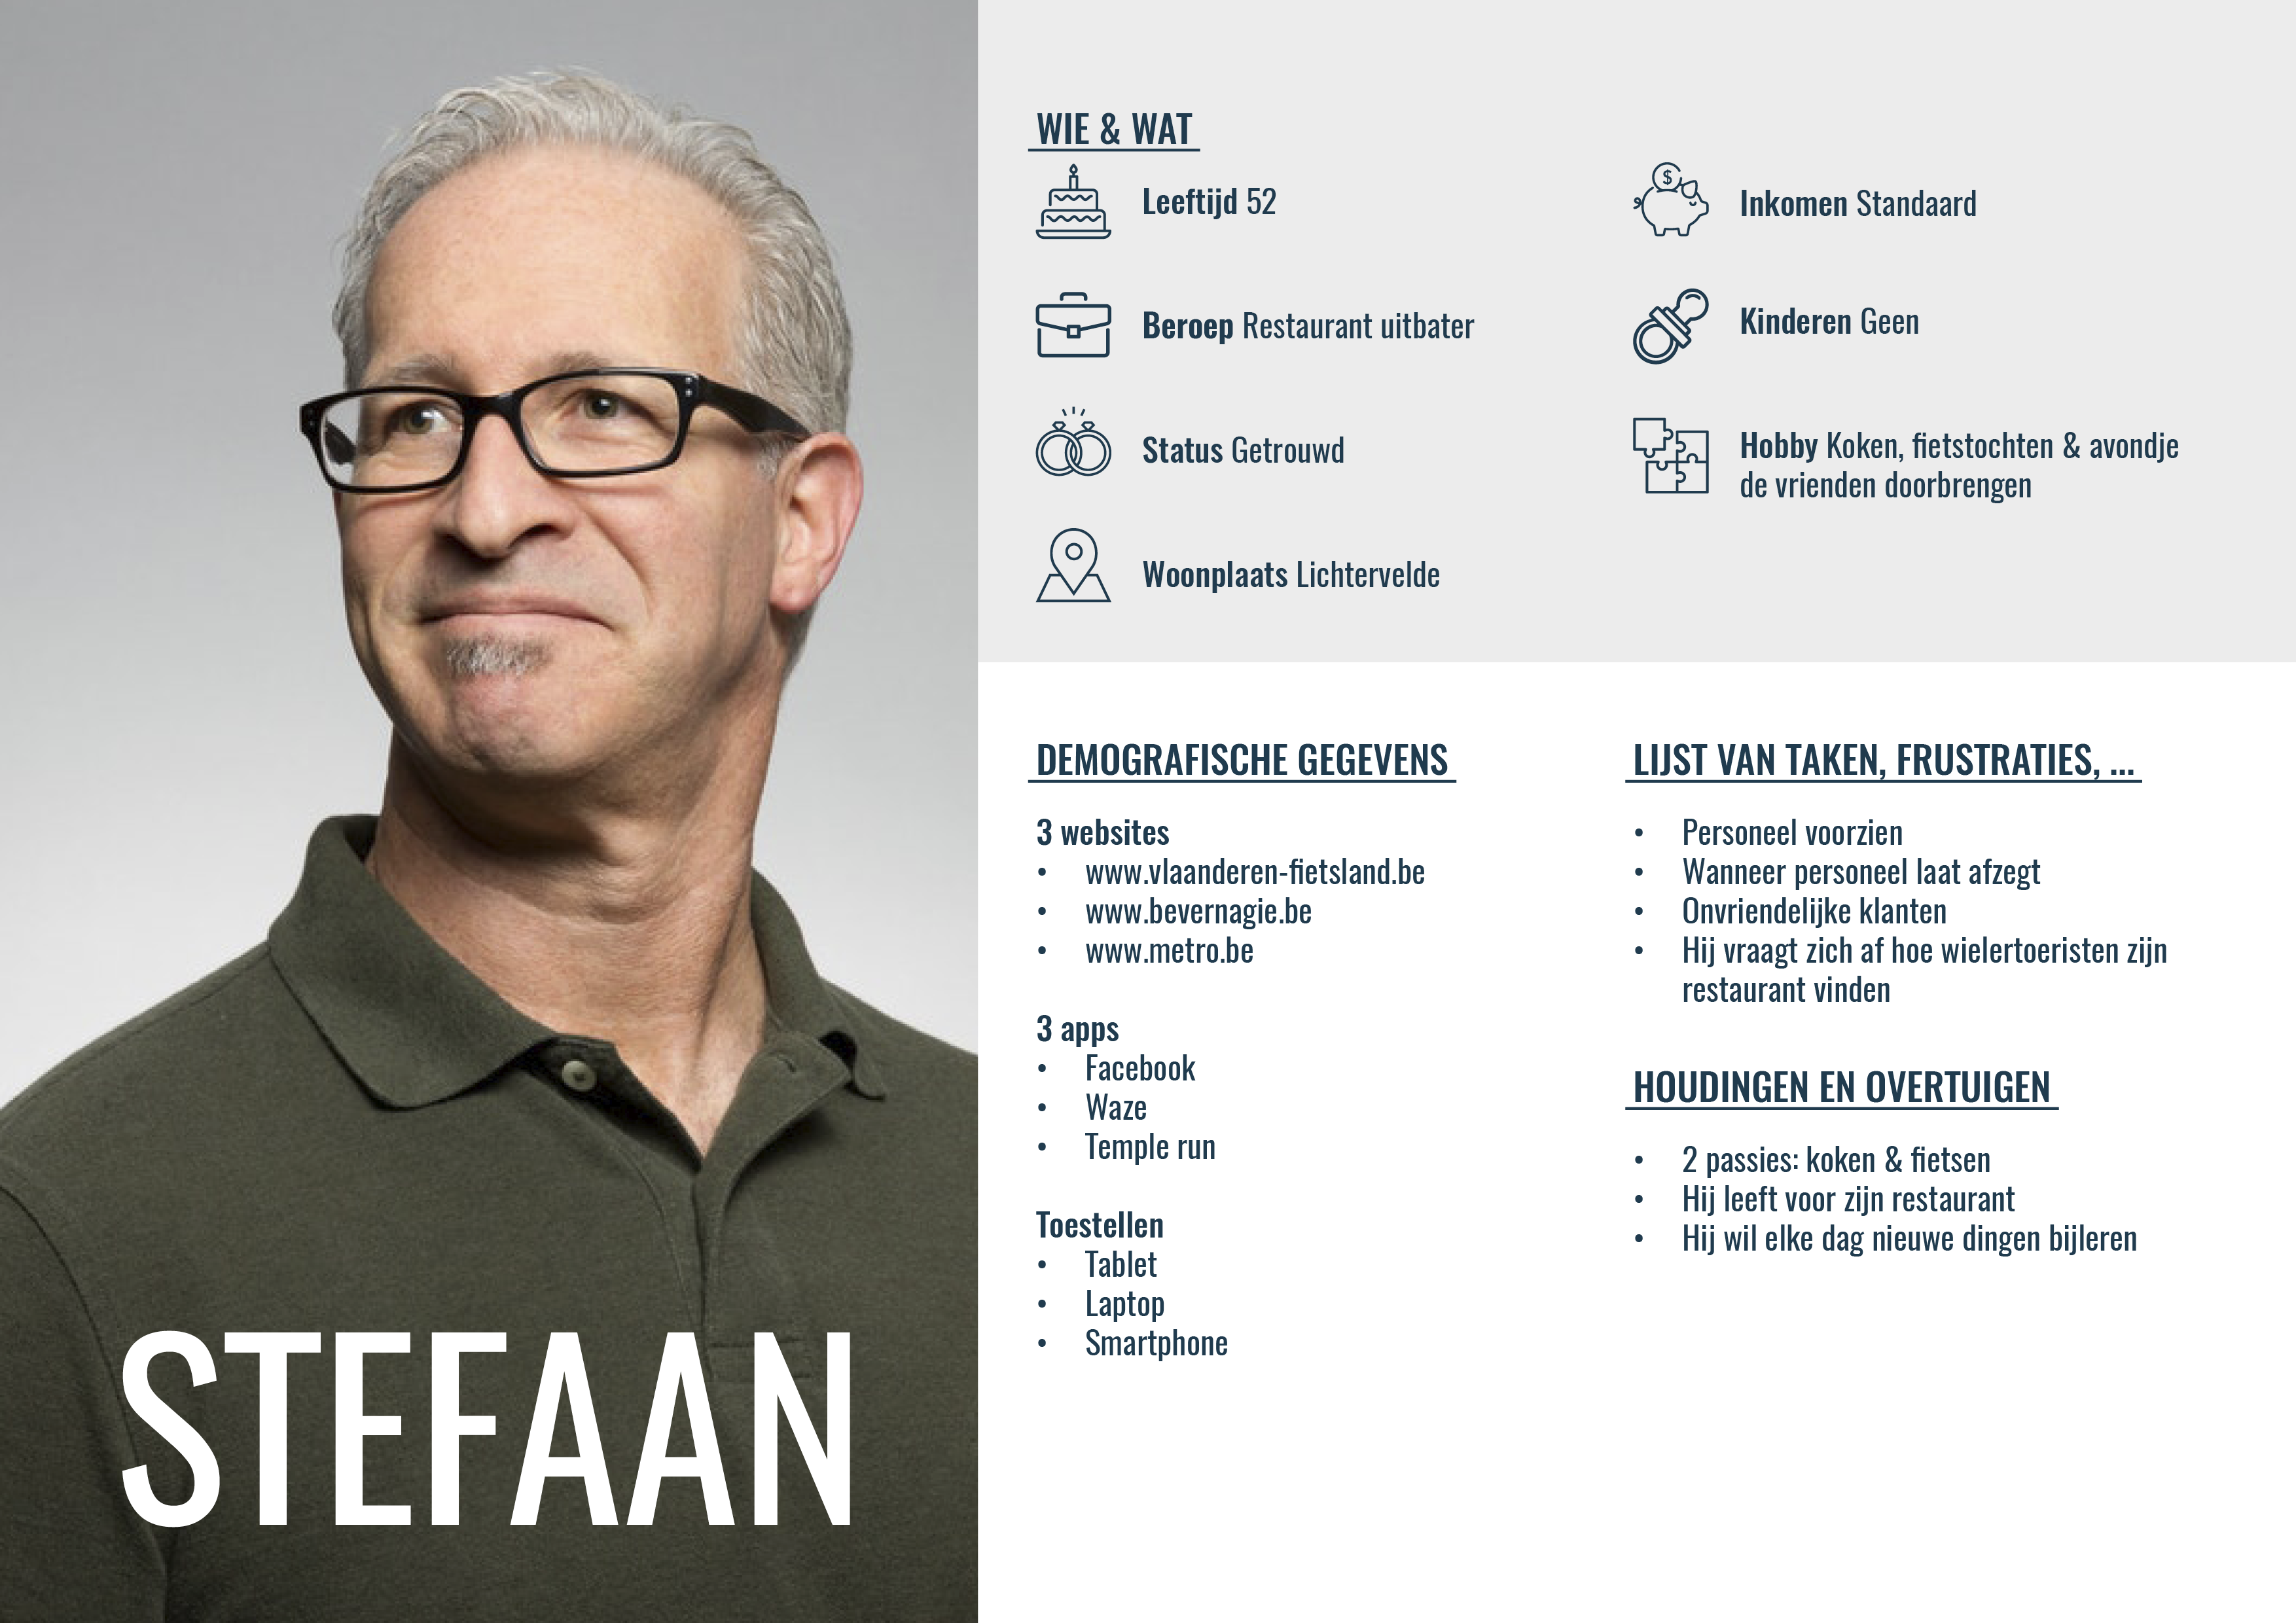 STEFAAN
WIE & WAT
Leeftijd 52
Beroep Restaurant uitbater
Status Getrouwd
Woonplaats Lichtervelde
$
Inkomen Standaard
Kinderen Geen
Hobby Koken, fietstochten & avondje
de vrienden doorbrengen
DEMOGRAFISCHE GEGEVENS
3 websites
• www.vlaanderen-fietsland.be
• www.bevernagie.be
• www.metro.be
3 apps
• Facebook
• Waze
• Temple run
Toestellen
• Tablet
• Laptop
• Smartphone
LIJST VAN TAKEN, FRUSTRATIES, ...
• Personeel voorzien
• Wanneer personeel laat afzegt
• Onvriendelijke klanten
• Hij vraagt zich af hoe wielertoeristen zijn
restaurant vinden
HOUDINGEN EN OVERTUIGEN
• 2 passies: koken & fietsen
• Hij leeft voor zijn restaurant
• Hij wil elke dag nieuwe dingen bijleren